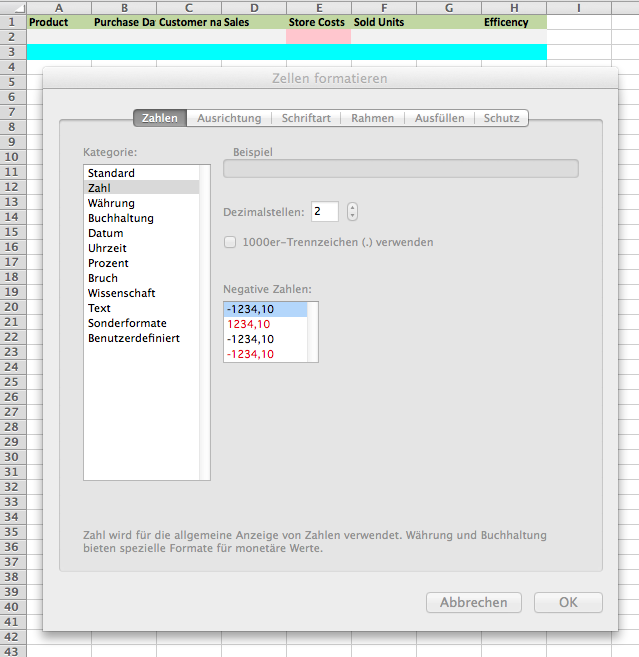 A B C D E F G H I J
1 Product Purchase Da Customer na Sales Store Costs Sold Units Efficency
2
3
4
Zellen formatieren
5
6
7
Zahlen Ausrichtung Schriftart Rahmen Ausfüllen Schutz
8
9
Kategorie: Beispiel
10
11
Standard
12
Zahl
13
Währung
14
Buchhaltung
Dezimalstellen: 2
15
Datum
16
Uhrzeit
1000er-Trennzeichen (.) verwenden
17
Prozent
18
Bruch
19
Wissenschaft
Negative Zahlen:
20
Text
-1234,10
21
Sonderformate
1234,10
22
Benutzerdefiniert
-1234,10
23
-1234,10
24
25
26
27
28
29
30
31
32
33
34
35
Zahl wird für die allgemeine Anzeige von Zahlen verwendet. Währung und Buchhaltung
36
bieten spezielle Formate für monetäre Werte.
37
38
39
40
Abbrechen OK
41
42
43